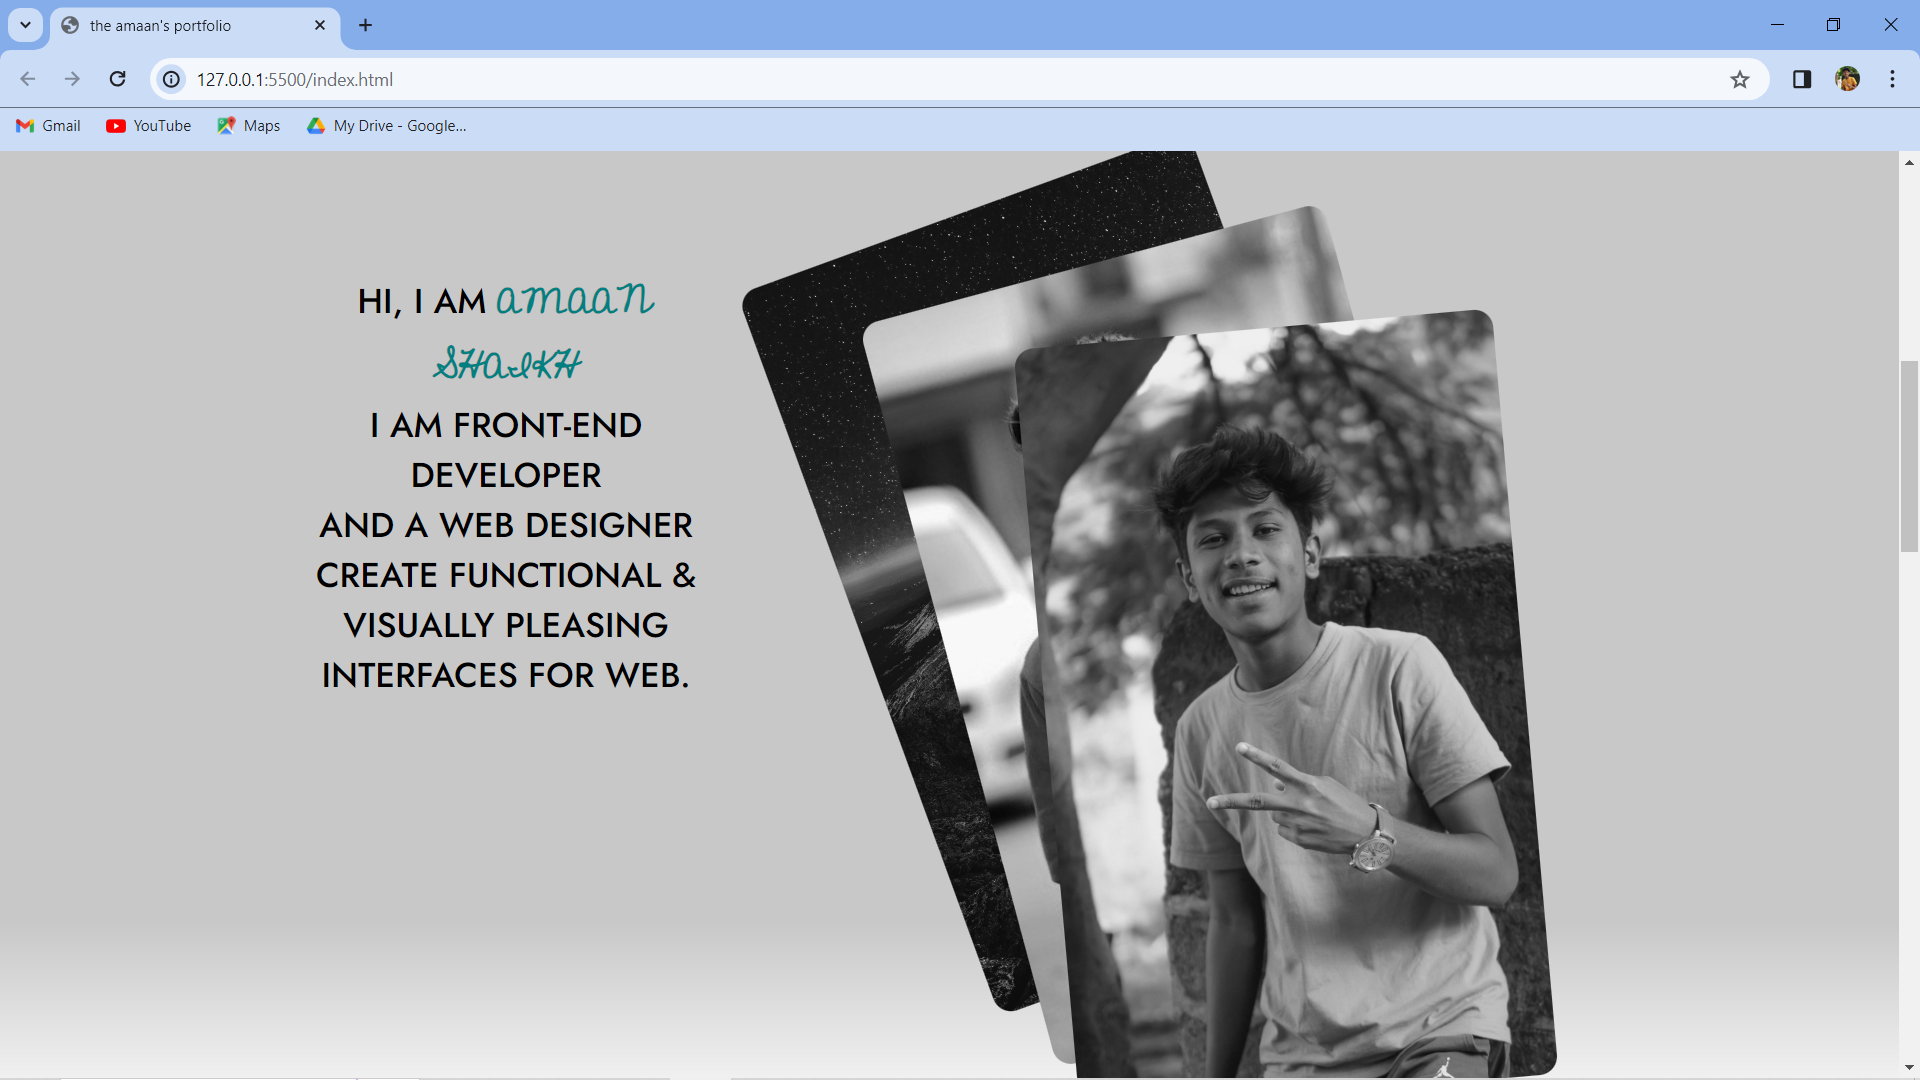 the amaan's portfolio
127.0.0.1:5500/index.html
Gmail YouTube Maps My Drive - Google...
HI, I AM amaan
SHAIKH
I AM FRONT-END
DEVELOPER
AND A WEB DESIGNER
CREATE FUNCTIONAL &
VISUALLY PLEASING
INTERFACES FOR WEB.